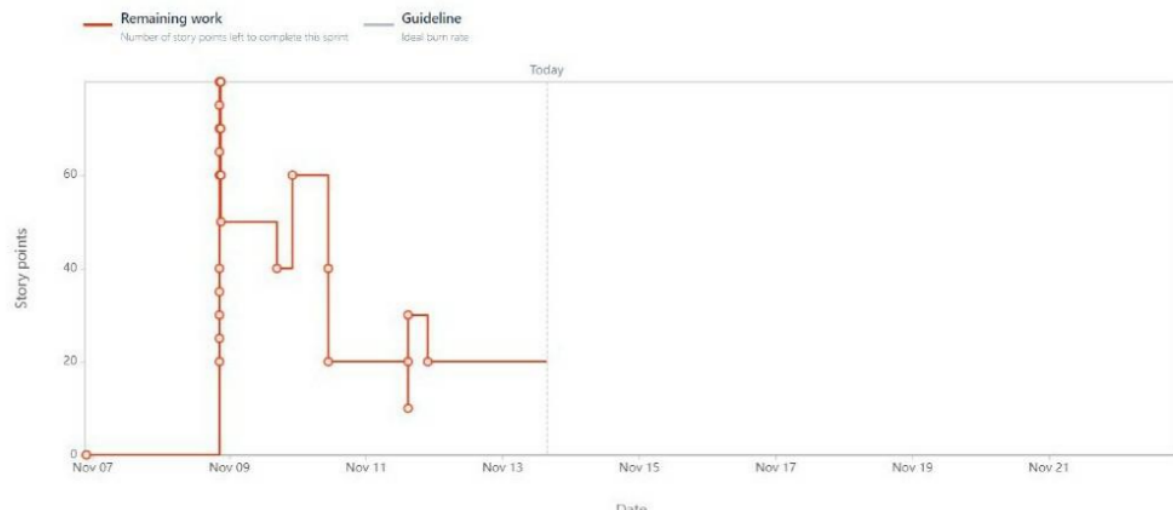 Remaining work
Number of story points left to complete this sprint
Guideline
Ideal burn rate
Today
60
40
20
0
Story points
Nov 07
Nov 09
Nov 11
Nov 13
Nov 15
Nov 17
Nov 19
Nov 21
Date